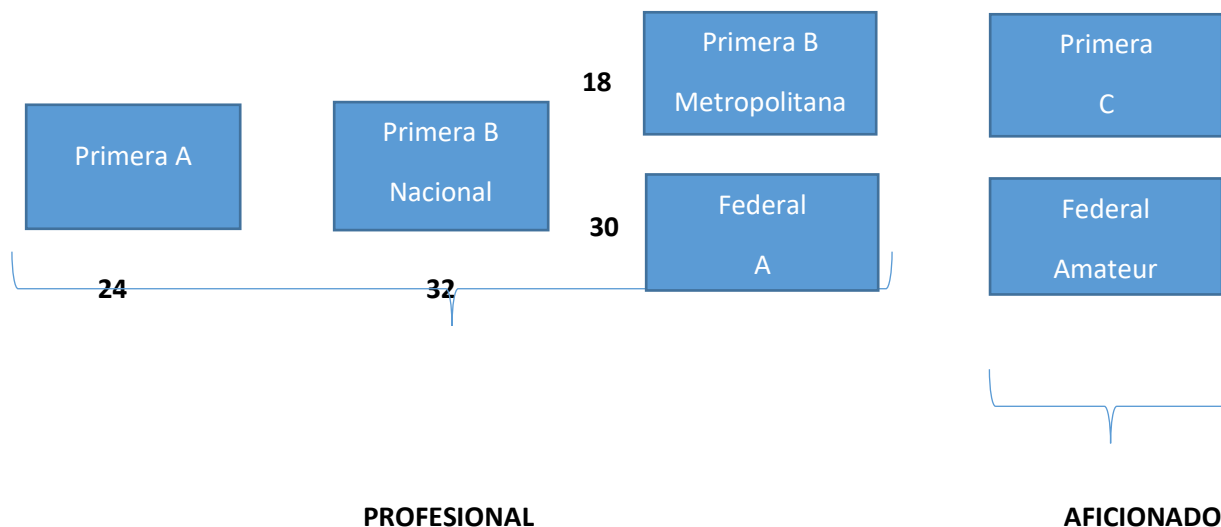 Primera A
24
Primera B
Nacional
32
18
Primera B
Metropolitana
30
Federal
A
Primera
C
Federal
Amateur
PROFESIONAL
AFICIONADO